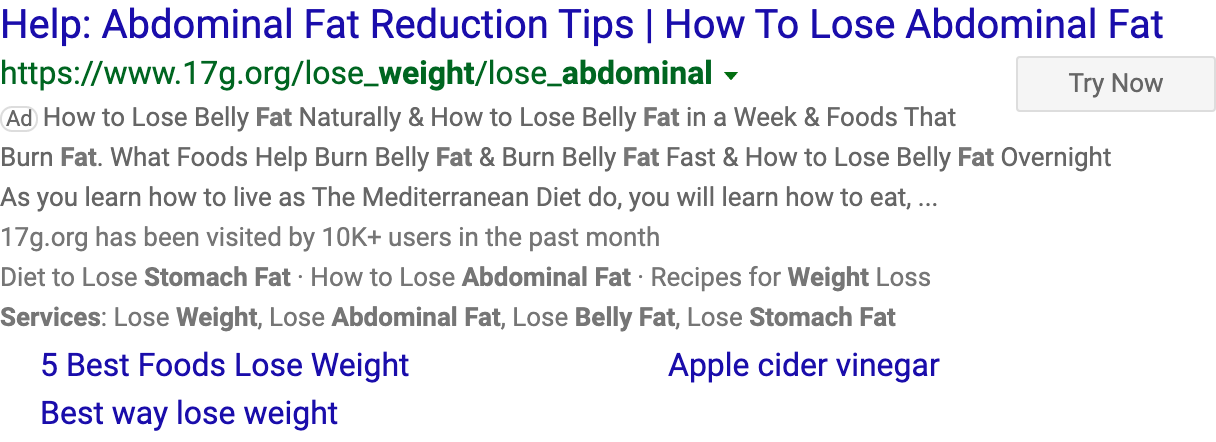 Help: Abdominal Fat Reduction Tips | How To Lose Abdominal Fat
https://www.17g.org/lose_weight/lose_abdominal
Try Now
Ad How to Lose Belly Fat Naturally & How to Lose Belly Fat in a Week & Foods That
Burn Fat. What Foods Help Burn Belly Fat & Burn Belly Fat Fast & How to Lose Belly Fat Overnight
As you learn how to live as The Mediterranean Diet do, you will learn how to eat, ...
17g.org has been visited by 10K+ users in the past month
Diet to Lose Stomach Fat · How to Lose Abdominal Fat · Recipes for Weight Loss
Services: Lose Weight, Lose Abdominal Fat, Lose Belly Fat, Lose Stomach Fat
5 Best Foods Lose Weight
Apple cider vinegar
Best way lose weight